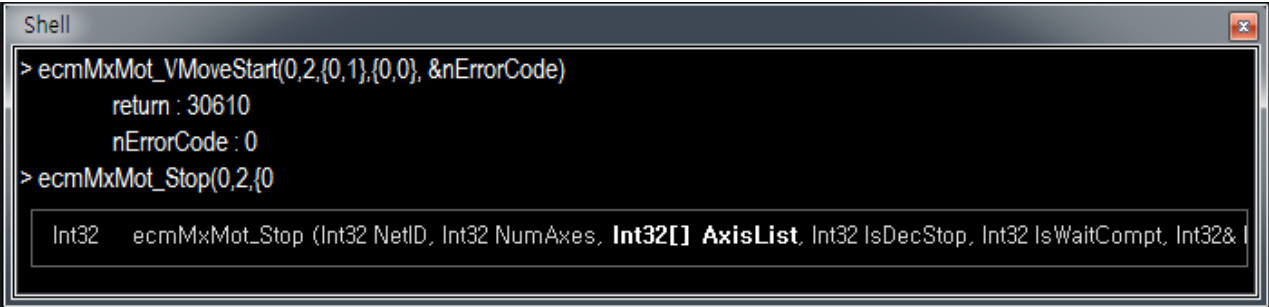 Shell
> ecmMxMot_VMoveStart(0,2,{0,1},{0,0}, &nErrorCode)
return : 30610
nErrorCode : 0
> ecmMxMot_Stop(0,2,{0
Int32 ecmMxMot_Stop (Int32 NetID, Int32 NumAxes, Int32[] AxisList, Int32 IsDecStop, Int32 IsWaitCompt, Int32&